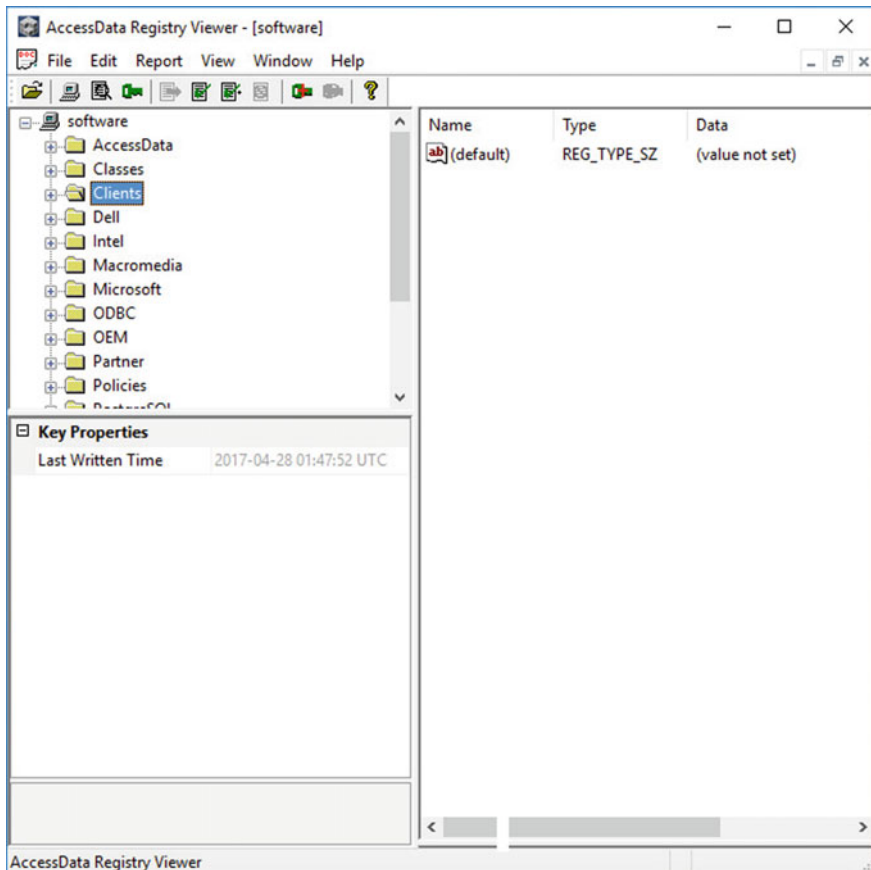 AccessData Registry Viewer - [software]
File Edit Report View Window Help
software
AccessData
Classes
Clients
Dell
Intel
Macromedia
Microsoft
ODBC
OEM
Partner
Policies
Name Type Data
ab (default) REG_TYPE_SZ (value not set)
Key Properties
Last Written Time 2017-04-28 01:47:52 UTC
AccessData Registry Viewer